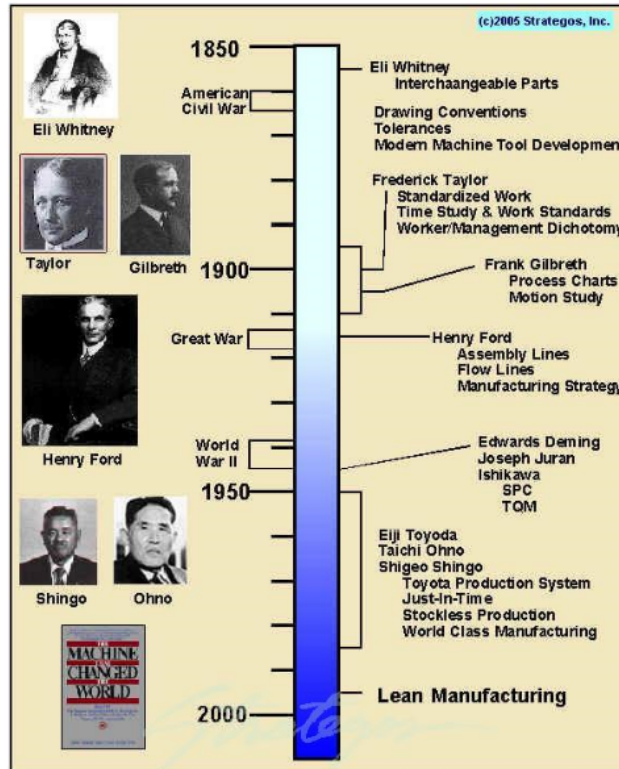 (c)2005 Strategos, Inc.
1850
Eli Whitney
Interchaangeable Parts
American
Civil War
Drawing Conventions
Tolerances
Modern Machine Tool Development
Eli Whitney
Frederick Taylor
Standardized Work
Time Study & Work Standards
Worker/Management Dichotomy
Taylor
Gilbreth
1900
Frank Gilbreth
Process Charts
Motion Study
Great War
Henry Ford
Assembly Lines
Flow Lines
Manufacturing Strategy
World
War II
Henry Ford
Edwards Deming
Joseph Juran
Ishikawa
SPC
TQM
1950
Eiji Toyoda
Taichi Ohno
Shigeo Shingo
Toyota Production System
Just-In-Time
Stockless Production
World Class Manufacturing
Shingo
Ohno
THE
MACHINE
THAT
CHANGED
THE
WORLD
Lean Manufacturing
2000
Strategos